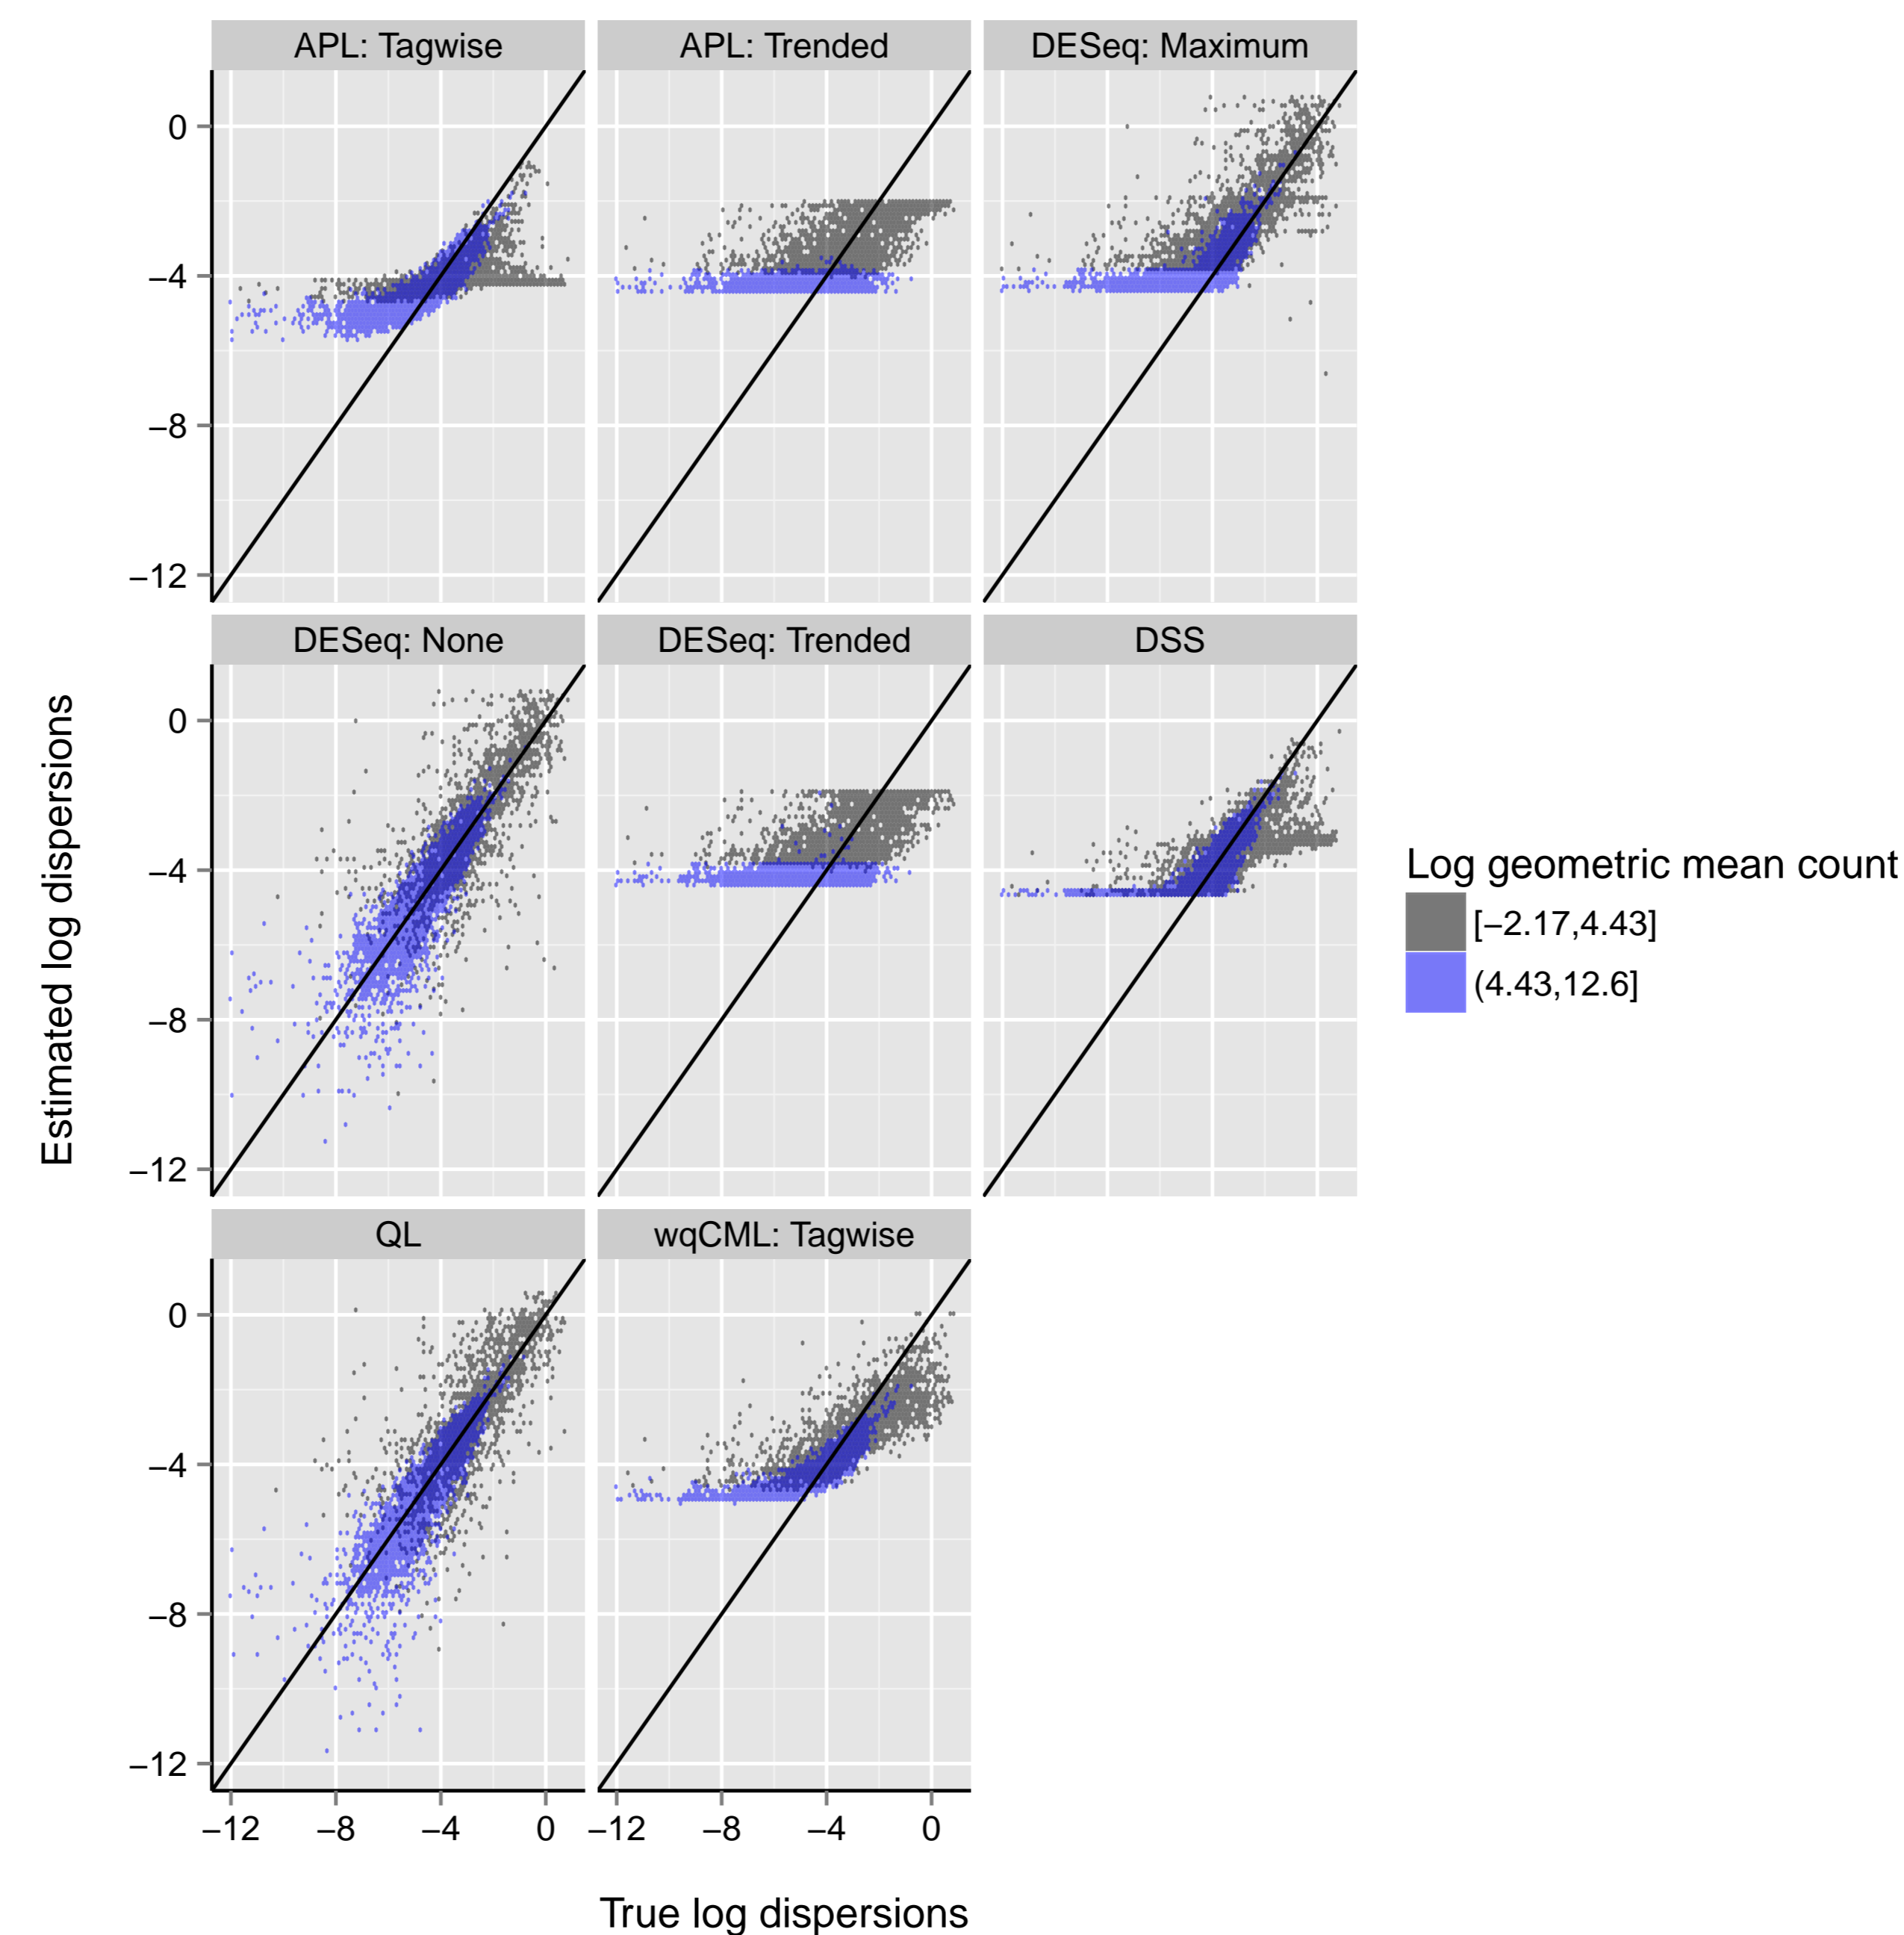 APL: Tagwise
APL: Trended
DESeq: Maximum
0
−4
−8
−12
DESeq: None
DESeq: Trended
DSS
0
−4
−8
−12
QL
wqCML: Tagwise
0
−4
−8
−12
−12 −8 −4 0
−12 −8 −4 0
Estimated log dispersions
True log dispersions
Log geometric mean count
[−2.17,4.43]
(4.43,12.6]